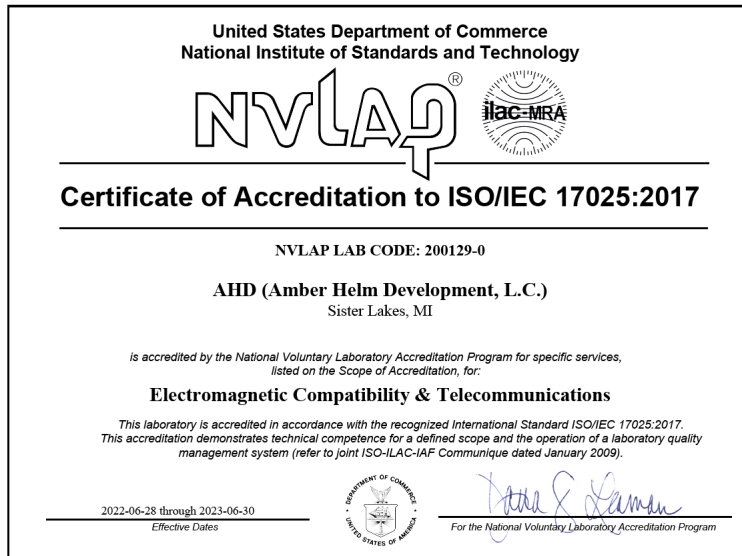 United States Department of Commerce
National Institute of Standards and Technology
NVLAP®
ilac-MRA
Certificate of Accreditation to ISO/IEC 17025:2017
NVLAP LAB CODE: 200129-0
AHD (Amber Helm Development, L.C.)
Sister Lakes, MI
is accredited by the National Voluntary Laboratory Accreditation Program for specific services,
listed on the Scope of Accreditation, for:
Electromagnetic Compatibility & Telecommunications
This laboratory is accredited in accordance with the recognized International Standard ISO/IEC 17025:2017.
This accreditation demonstrates technical competence for a defined scope and the operation of a laboratory quality
management system (refer to joint ISO-ILAC-IAF Communique dated January 2009).
DEPARTMENT OF COMMERCE
UNITED STATES OF AMERICA
2022-06-28 through 2023-06-30
Effective Dates
Dana S Leaman
For the National Voluntary Laboratory Accreditation Program